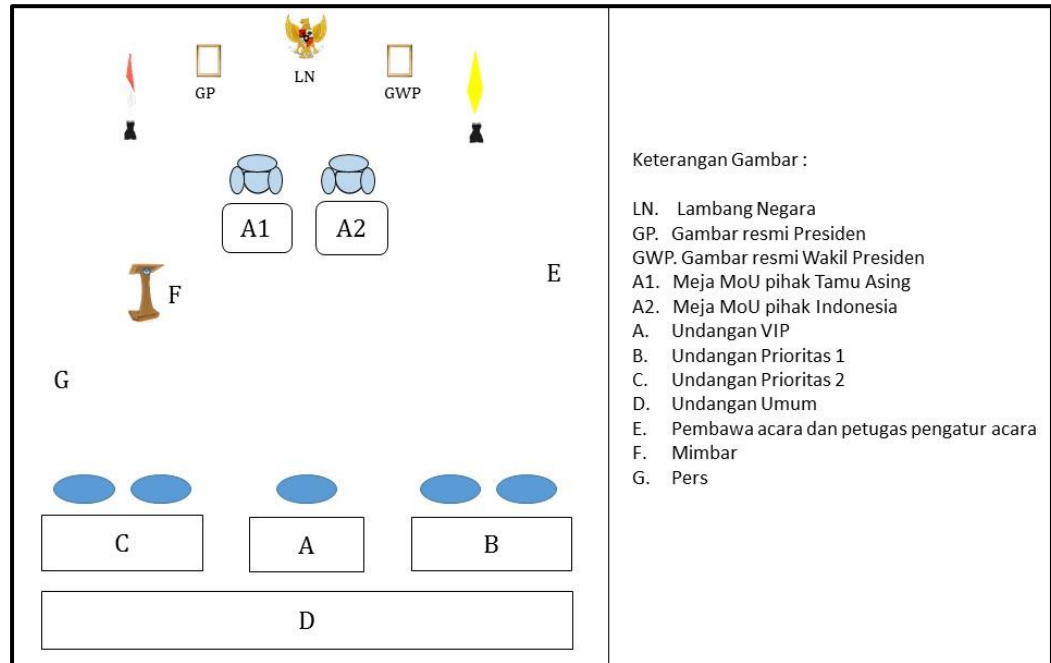 LN
GP
GWP
A1
A2
E
F
G
C
A
B
D
Keterangan Gambar :
LN. Lambang Negara
GP. Gambar resmi Presiden
GWP. Gambar resmi Wakil Presiden
A1. Meja MoU pihak Tamu Asing
A2. Meja MoU pihak Indonesia
A. Undangan VIP
B. Undangan Prioritas 1
C. Undangan Prioritas 2
D. Undangan Umum
E. Pembawa acara dan petugas pengatur acara
F. Mimbar
G. Pers